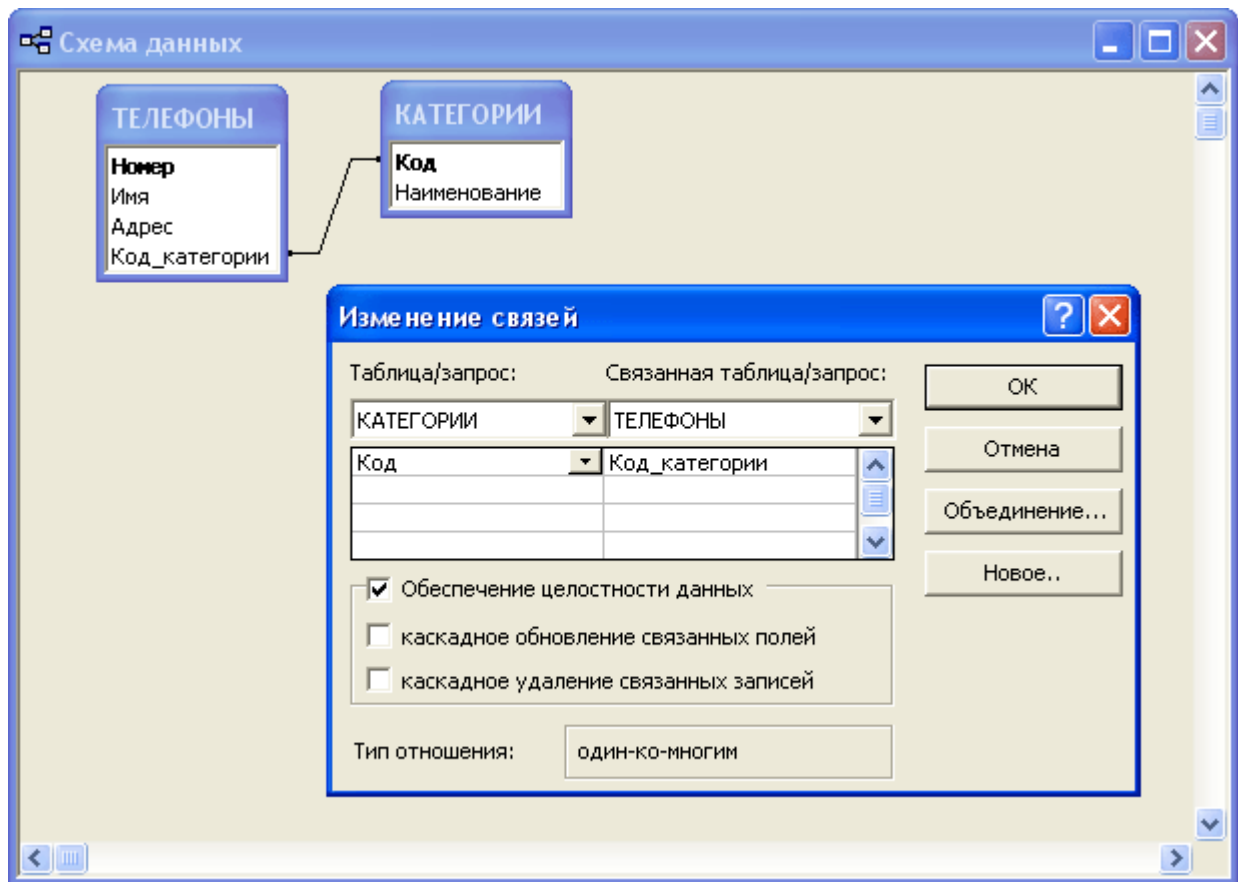 Схема данных
ТЕЛЕФОНЫ
Номер
Имя
Адрес
Код_категории
КАТЕГОРИИ
Код
Наименование
Изменение связей
Таблица/запрос: Связанная таблица/запрос:
КАТЕГОРИИ ТЕЛЕФОНЫ
Код Код_категории
Обеспечение целостности данных
каскадное обновление связанных полей
каскадное удаление связанных записей
Тип отношения: один-ко-многим
ОК
Отмена
Объединение...
Новое..